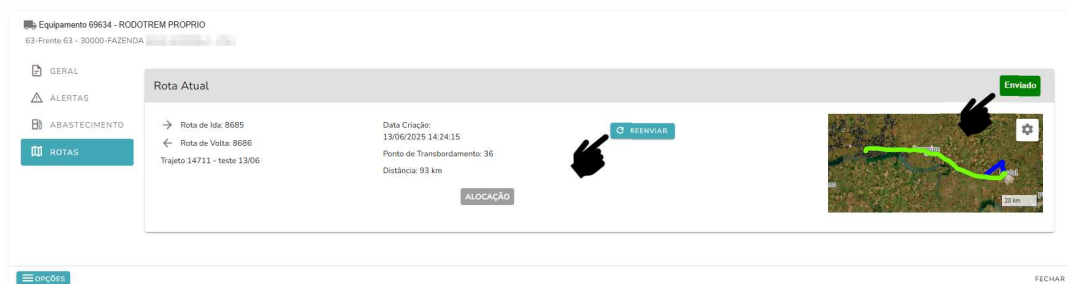 Equipamento 69634 - RODOTREM PROPRIO
63-Frente 63 - 30000-FAZENDA
GERAL
ALERTAS
ABASTECIMENTO
ROTAS
Rota Atual
Enviado
Rota de Ida: 8685
Rota de Volta: 8686
Trajeto 14711 - teste 13/06
Data Criação:
13/06/2025 14:24:15
Ponto de Transbordamento: 36
Distância: 93 km
REENVIAR
ALOCAÇÃO
20 km
OPÇÕES
FECHAR